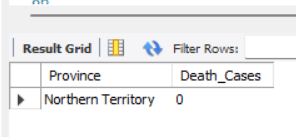 Result Grid Filter Rows:
Province Death_Cases
Northern Territory 0